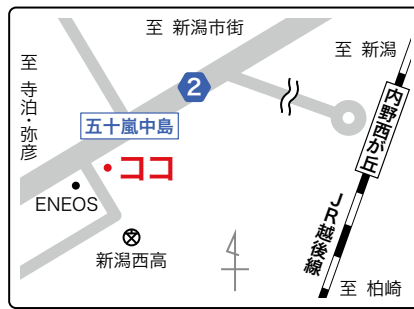 至 新潟市街
至 新潟
至 寺泊・弥彦
2
内野西が丘
五十嵐中島
ココ
ENEOS
JR越後線
新潟西高
至 柏崎